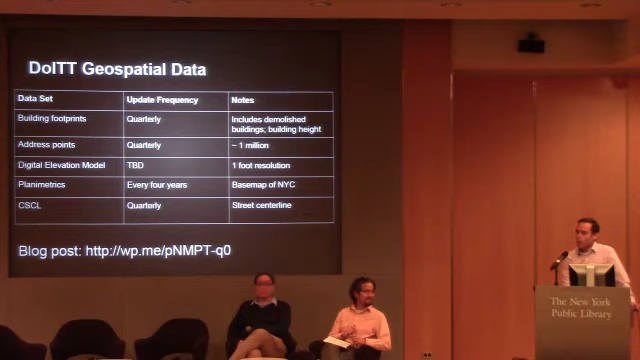 DoITT Geospatial Data
Data Set Update Frequency Notes
Building footprints Quarterly Includes demolished
buildings; building height
Address points Quarterly ~ 1 million
Digital Elevation Model TBD 1 foot resolution
Planimetrics Every four years Basemap of NYC
CSCL Quarterly Street centerline
Blog post: http://wp.me/pNMPT-q0
The New York
Public Library